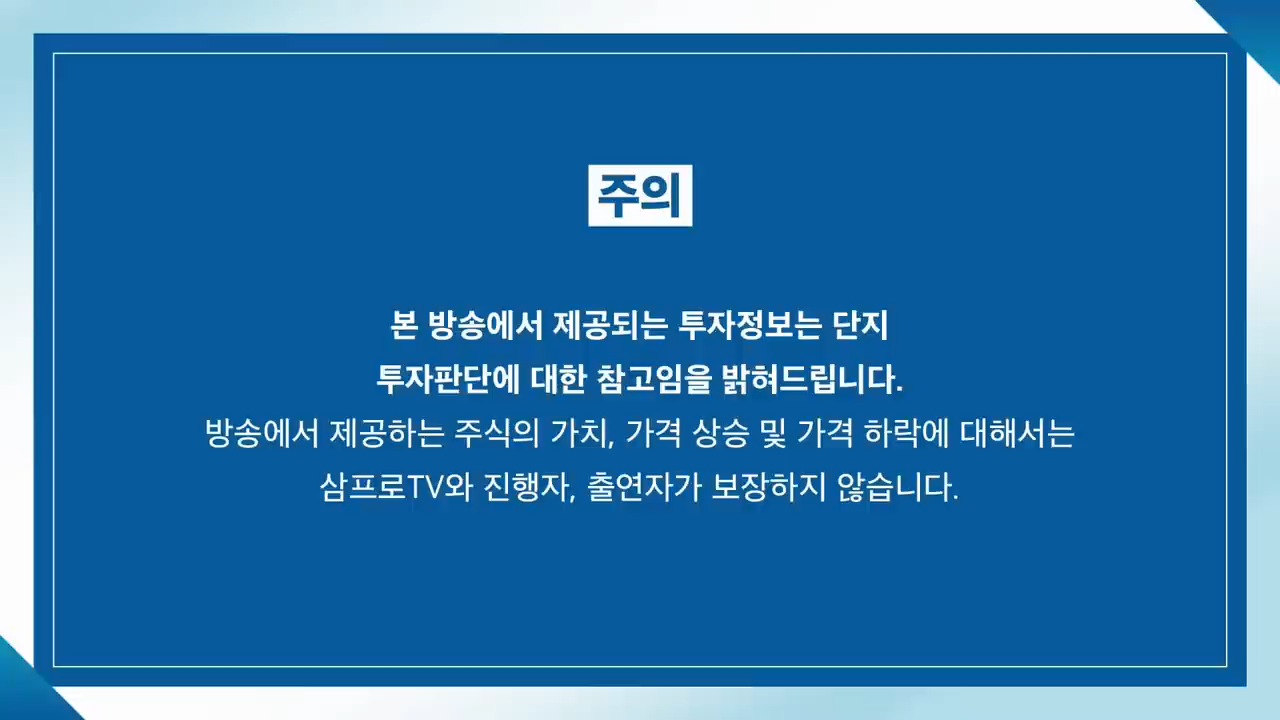 주의
본 방송에서 제공되는 투자정보는 단지
투자판단에 대한 참고임을 밝혀드립니다.
방송에서 제공하는 주식의 가치, 가격 상승 및 가격 하락에 대해서는
삼프로TV와 진행자, 출연자가 보장하지 않습니다.